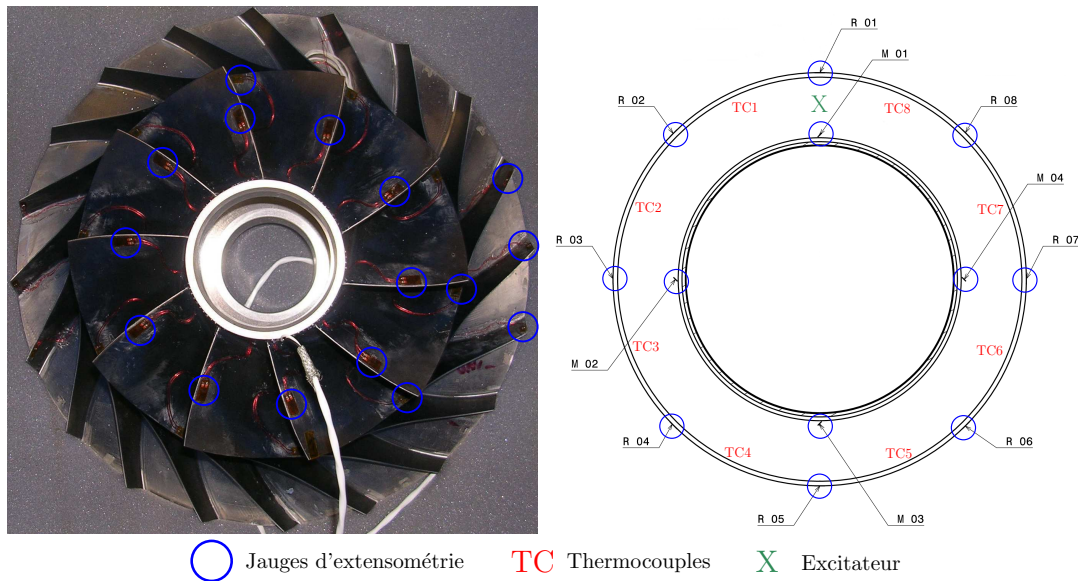 R 01
M 01
R 02
TC1
X
TC8
R 08
M 04
TC2
TC7
R 03
R 07
TC3
TC6
M 02
R 04
TC4
TC5
R 06
R 05
M 03
Jauges d'extensométrie
TC Thermocouples
X Excitateur